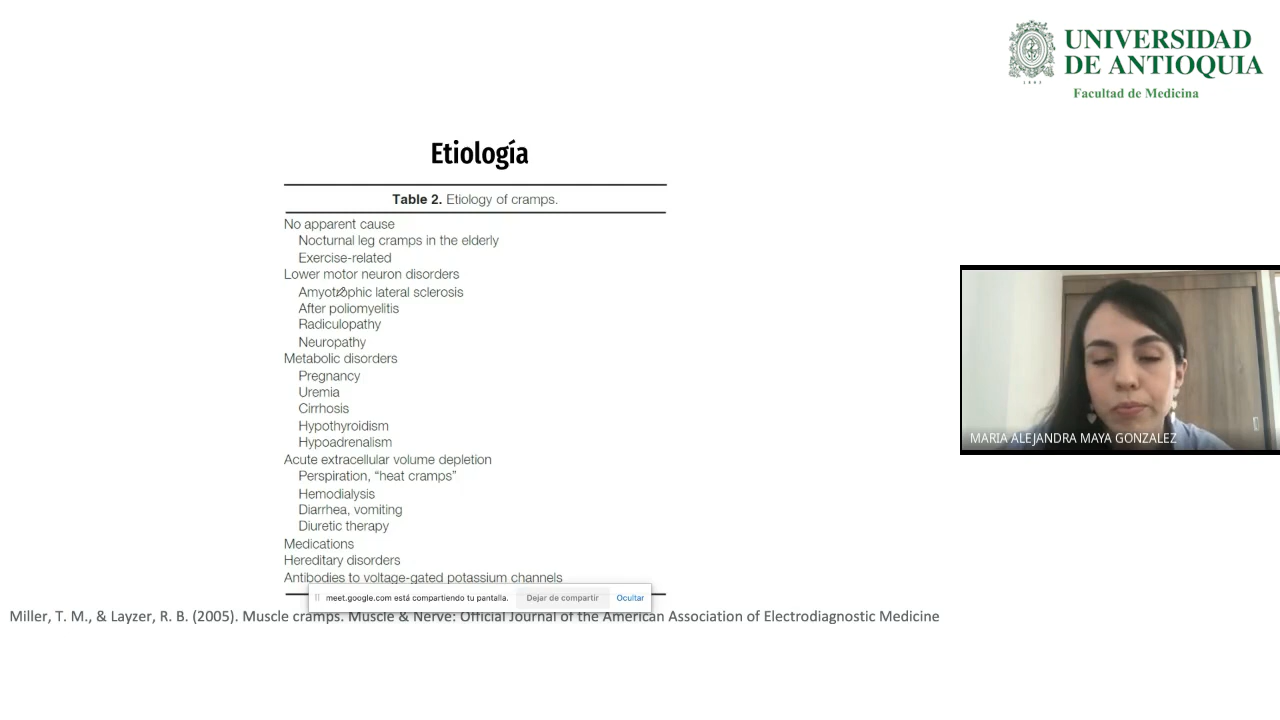 UNIVERSIDAD
DE ANTIOQUIA
1803
Facultad de Medicina
Etiología
Table 2. Etiology of cramps.
No apparent cause
Nocturnal leg cramps in the elderly
Exercise-related
Lower motor neuron disorders
Amyotrophic lateral sclerosis
After poliomyelitis
Radiculopathy
Neuropathy
Metabolic disorders
Pregnancy
Uremia
Cirrhosis
Hypothyroidism
Hypoadrenalism
Acute extracellular volume depletion
Perspiration, “heat cramps”
Hemodialysis
Diarrhea, vomiting
Diuretic therapy
Medications
Hereditary disorders
Antibodies to voltage-gated potassium channels
meet.google.com está compartiendo tu pantalla. Dejar de compartir Ocultar
Miller, T. M., & Layzer, R. B. (2005). Muscle cramps. Muscle & Nerve: Official Journal of the American Association of Electrodiagnostic Medicine
MARIA ALEJANDRA MAYA GONZALEZ